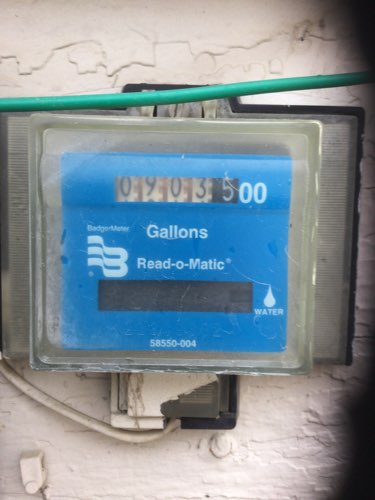 0903500
BadgerMeter
Gallons
Read-o-Matic®
WATER
58550-004